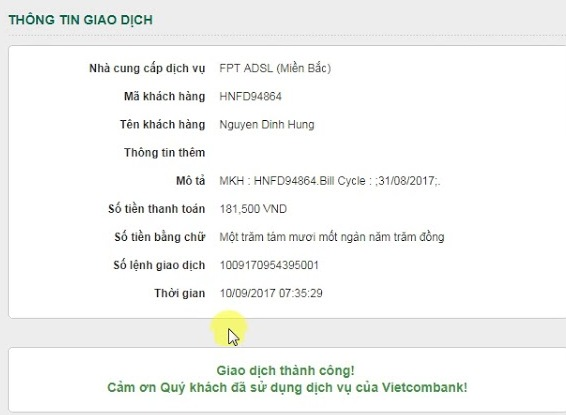 THÔNG TIN GIAO DỊCH
Nhà cung cấp dịch vụ FPT ADSL (Miền Bắc)
Mã khách hàng HNFD94864
Tên khách hàng Nguyen Dinh Hung
Thông tin thêm
Mô tả MKH : HNFD94864.Bill Cycle : ;31/08/2017;.
Số tiền thanh toán 181,500 VND
Số tiền bằng chữ Một trăm tám mươi mốt ngàn năm trăm đồng
Số lệnh giao dịch 1009170954395001
Thời gian 10/09/2017 07:35:29
Giao dịch thành công!
Cảm ơn Quý khách đã sử dụng dịch vụ của Vietcombank!